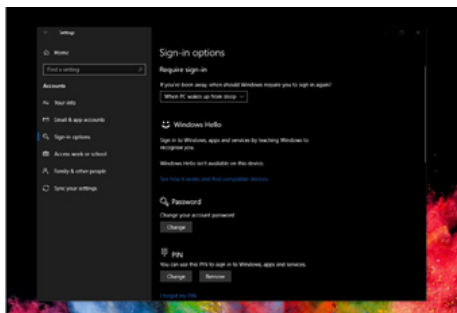 Settings
Home
Find a setting
Accounts
Your info
Email & app accounts
Sign-in options
Access work or school
Family & other people
Sync your settings
Sign-in options
Require sign-in
If you've been away, when should Windows require you to sign in again?
When PC wakes up from sleep
Windows Hello
Sign in to Windows, apps and services by teaching Windows to
recognise you.
Windows Hello isn't available on this device.
See how it works and find compatible devices.
Password
Change your account password
Change
PIN
You can use this PIN to sign in to Windows, apps and services.
Change Remove
I forgot my PIN